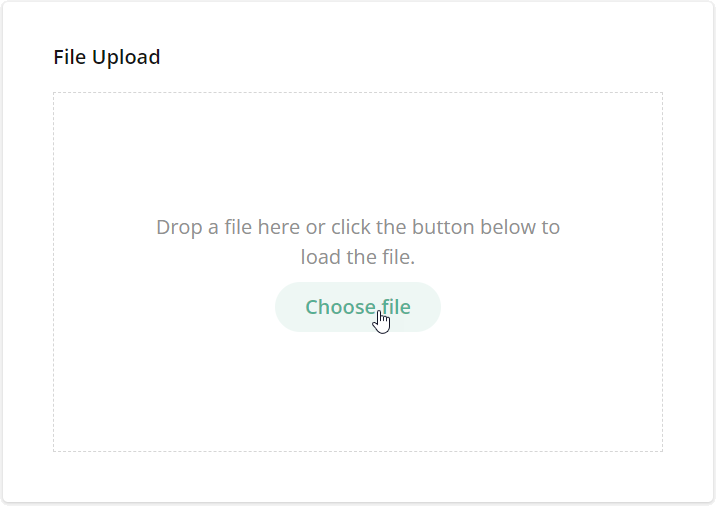 File Upload
Drop a file here or click the button below to
load the file.
Choose file